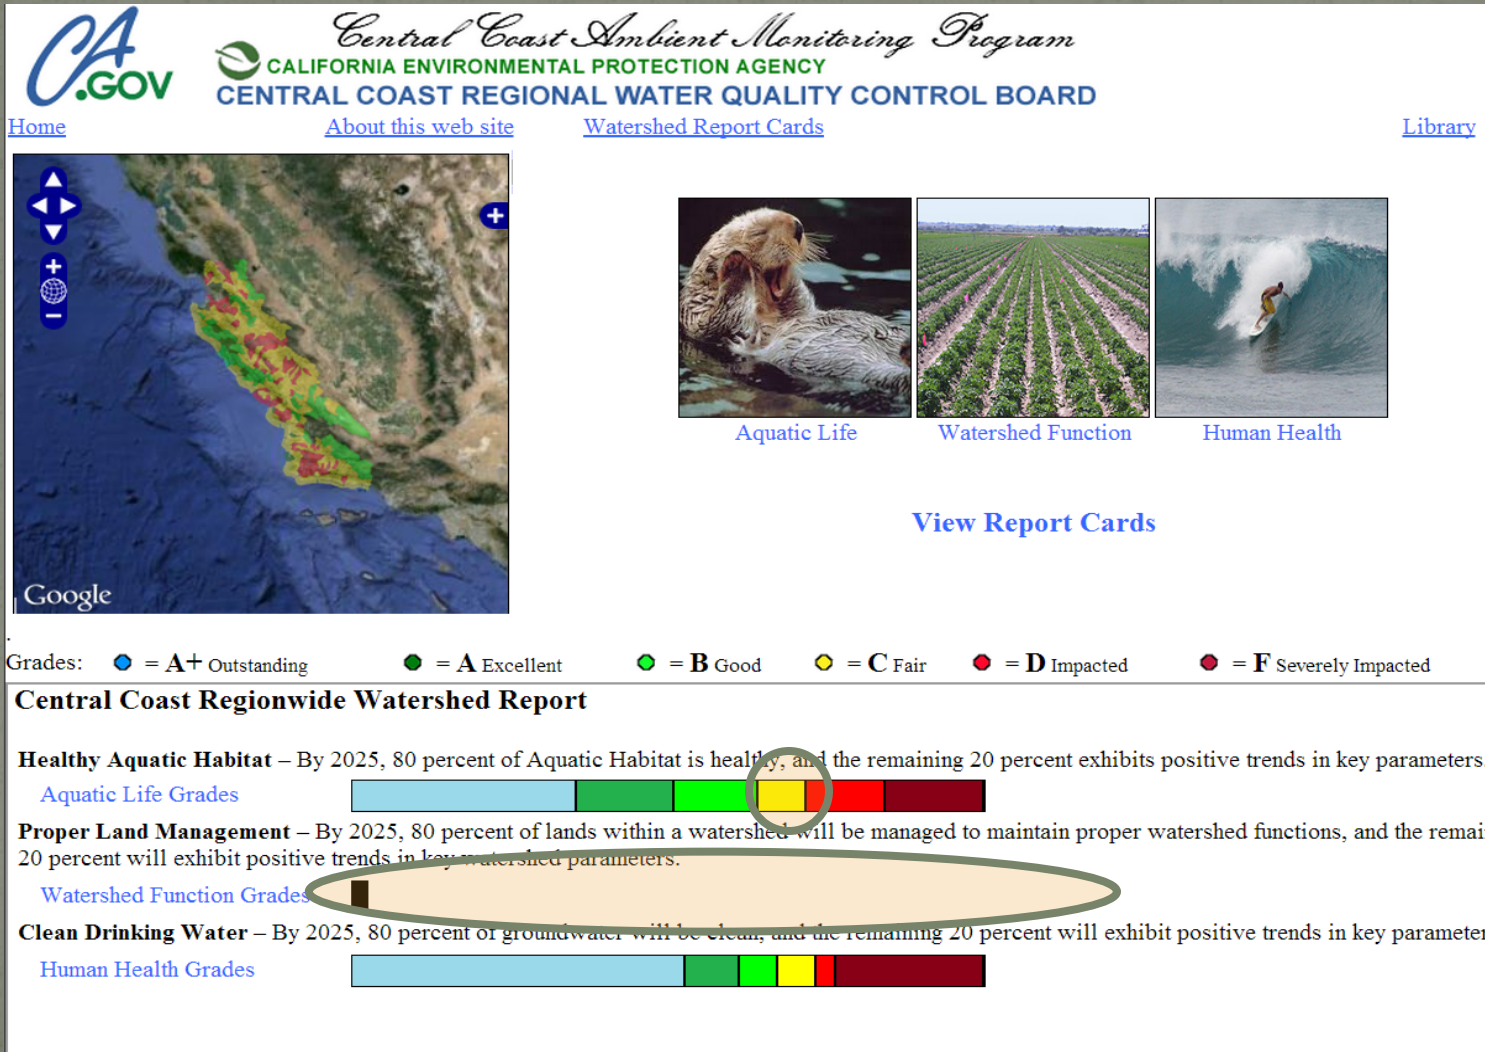 CA
.GOV
Central Coast Ambient Monitoring Program
CALIFORNIA ENVIRONMENTAL PROTECTION AGENCY
CENTRAL COAST REGIONAL WATER QUALITY CONTROL BOARD
Home About this web site Watershed Report Cards Library
Aquatic Life Watershed Function Human Health
View Report Cards
Google
.
Grades: = A+ Outstanding = A Excellent = B Good = C Fair = D Impacted = F Severely Impacted
Central Coast Regionwide Watershed Report
Healthy Aquatic Habitat – By 2025, 80 percent of Aquatic Habitat is healthy, and the remaining 20 percent exhibits positive trends in key parameters.
Aquatic Life Grades
Proper Land Management – By 2025, 80 percent of lands within a watershed will be managed to maintain proper watershed functions, and the remai
20 percent will exhibit positive trends in key watershed parameters.
Watershed Function Grades
Clean Drinking Water – By 2025, 80 percent of groundwater will be clean, and the remaining 20 percent will exhibit positive trends in key parameter
Human Health Grades